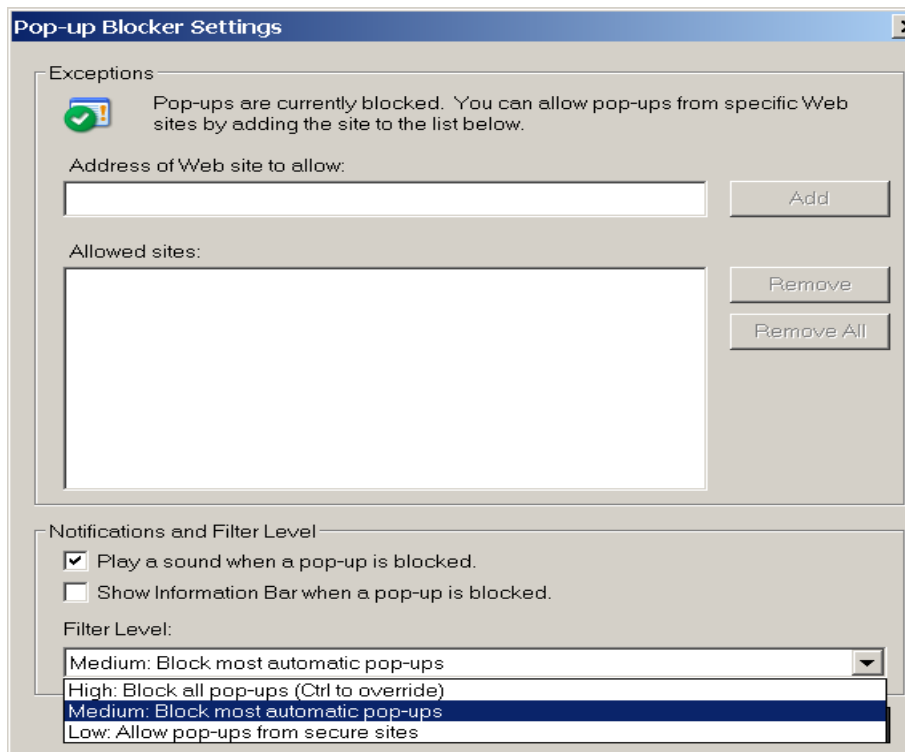 Pop-up Blocker Settings
Exceptions
Pop-ups are currently blocked. You can allow pop-ups from specific Web
sites by adding the site to the list below.
Address of Web site to allow:
Add
Allowed sites:
Remove
Remove All
Notifications and Filter Level
Play a sound when a pop-up is blocked.
Show Information Bar when a pop-up is blocked.
Filter Level:
Medium: Block most automatic pop-ups
High: Block all pop-ups (Ctrl to override)
Medium: Block most automatic pop-ups
Low: Allow pop-ups from secure sites